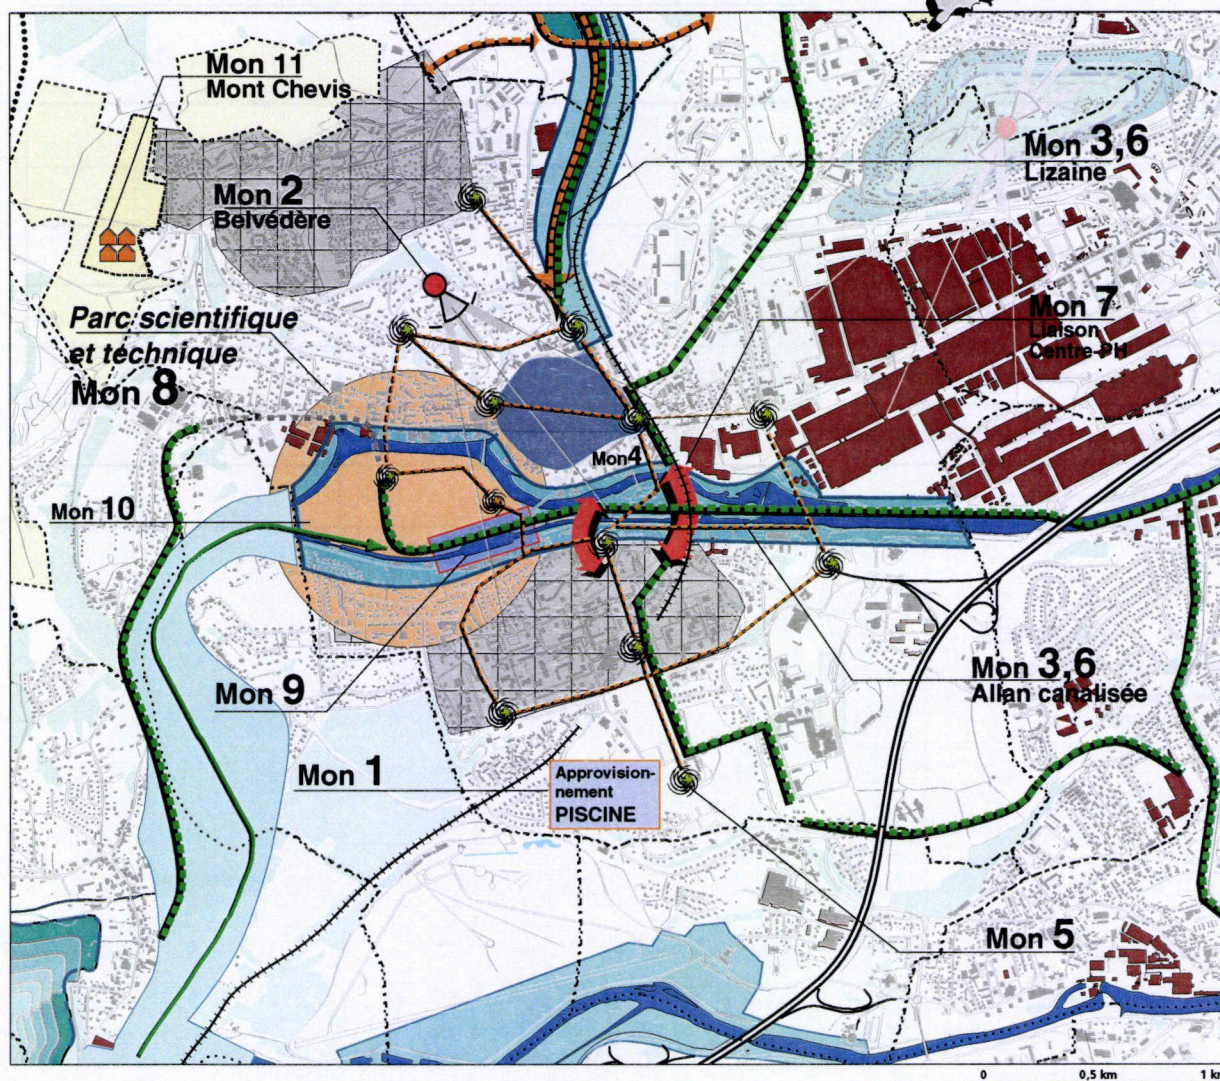 Mon 11
Mont Chevis
Mon 3,6
Lizaine
Mon 2
Belvédère
Mon 7
Liaison
Centre-PH
Parc scientifique
et technique
Mon 8
Mon4
Mon 10
Mon 3,6
Allan canalisée
Mon 9
Mon 1
Approvision-
nement
PISCINE
Mon 5
0 0,5 km 1 km